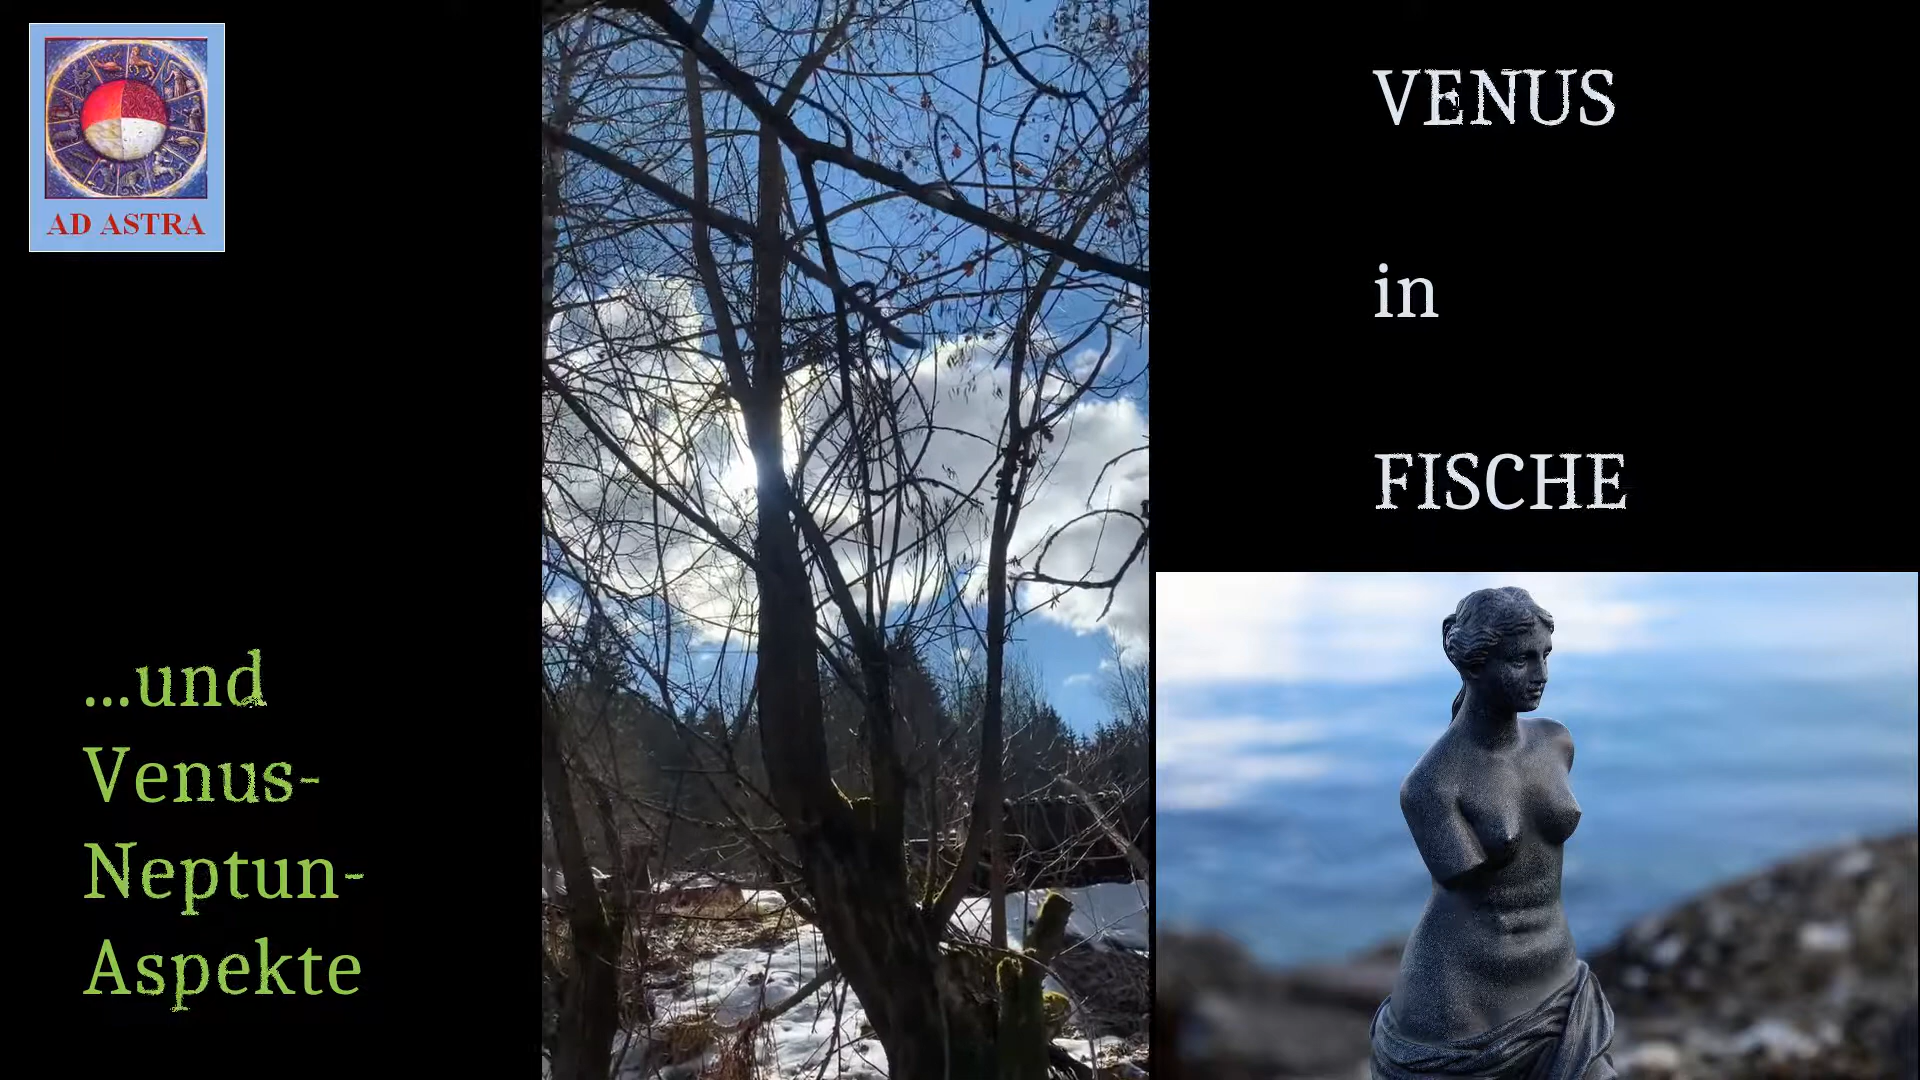 AD ASTRA
VENUS
in
FISCHE
...und
Venus-
Neptun-
Aspekte